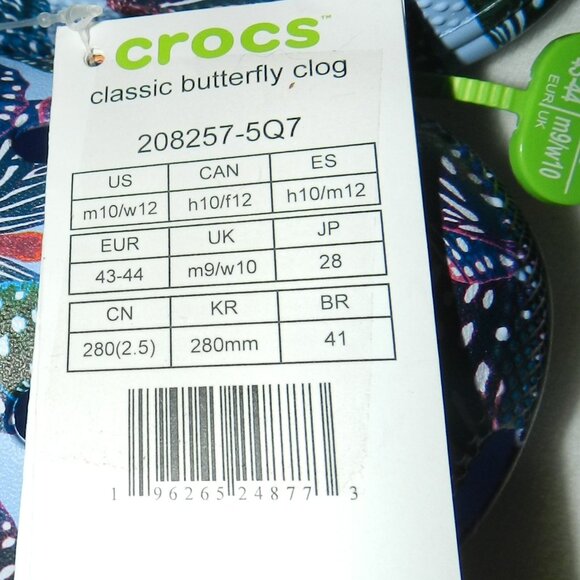 crocs™
classic butterfly clog
208257-5Q7
US CAN ES
m10/w12 h10/f12 h10/m12
EUR UK JP
43-44 m9/w10 28
CN KR BR
280(2.5) 280mm 41
1 96265 24877 3
43-44 m9/w10
EUR UK